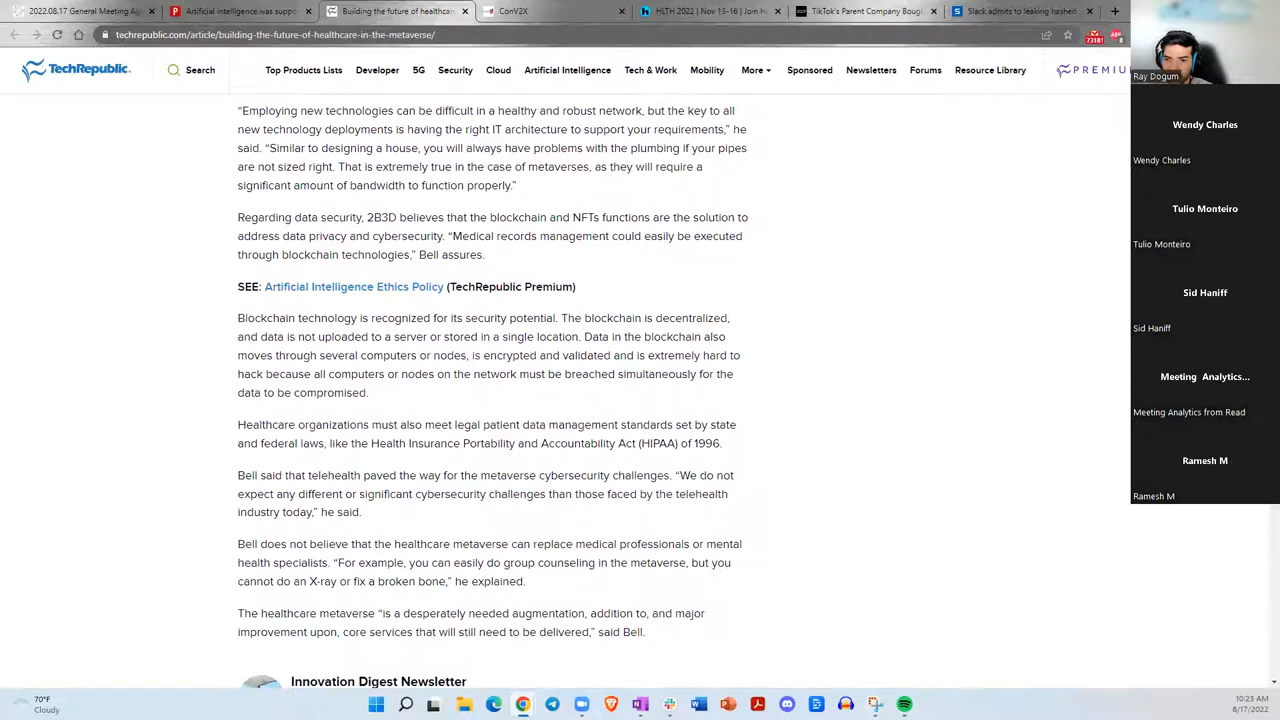 2022.08.17 General Meeting Ag
Artificial intelligence was suppo
Building the future of healthcar
ConV2X
HLTH 2022 | Nov 13-16 | Join H
TikTok's Parent Company Bough
Slack admits to leaking hashed
techrepublic.com/article/building-the-future-of-healthcare-in-the-metaverse/
73181
8
TechRepublic.
Search
Top Products Lists
Developer
5G
Security
Cloud
Artificial Intelligence
Tech & Work
Mobility
More
Sponsored
Newsletters
Forums
Resource Library
PREMIU
“Employing new technologies can be difficult in a healthy and robust network, but the key to all
new technology deployments is having the right IT architecture to support your requirements,” he
said. “Similar to designing a house, you will always have problems with the plumbing if your pipes
are not sized right. That is extremely true in the case of metaverses, as they will require a
significant amount of bandwidth to function properly.”
Regarding data security, 2B3D believes that the blockchain and NFTs functions are the solution to
address data privacy and cybersecurity. “Medical records management could easily be executed
through blockchain technologies,” Bell assures.
SEE: Artificial Intelligence Ethics Policy (TechRepublic Premium)
Blockchain technology is recognized for its security potential. The blockchain is decentralized,
and data is not uploaded to a server or stored in a single location. Data in the blockchain also
moves through several computers or nodes, is encrypted and validated and is extremely hard to
hack because all computers or nodes on the network must be breached simultaneously for the
data to be compromised.
Healthcare organizations must also meet legal patient data management standards set by state
and federal laws, like the Health Insurance Portability and Accountability Act (HIPAA) of 1996.
Bell said that telehealth paved the way for the metaverse cybersecurity challenges. “We do not
expect any different or significant cybersecurity challenges than those faced by the telehealth
industry today,” he said.
Bell does not believe that the healthcare metaverse can replace medical professionals or mental
health specialists. “For example, you can easily do group counseling in the metaverse, but you
cannot do an X-ray or fix a broken bone,” he explained.
The healthcare metaverse “is a desperately needed augmentation, addition to, and major
improvement upon, core services that will still need to be delivered,” said Bell.
Innovation Digest Newsletter
Ray Dogum
Wendy Charles
Wendy Charles
Tulio Monteiro
Tulio Monteiro
Sid Haniff
Sid Haniff
Meeting Analytics...
Meeting Analytics from Read
Ramesh M
Ramesh M
70°F
Cloudy
10:23 AM
8/17/2022